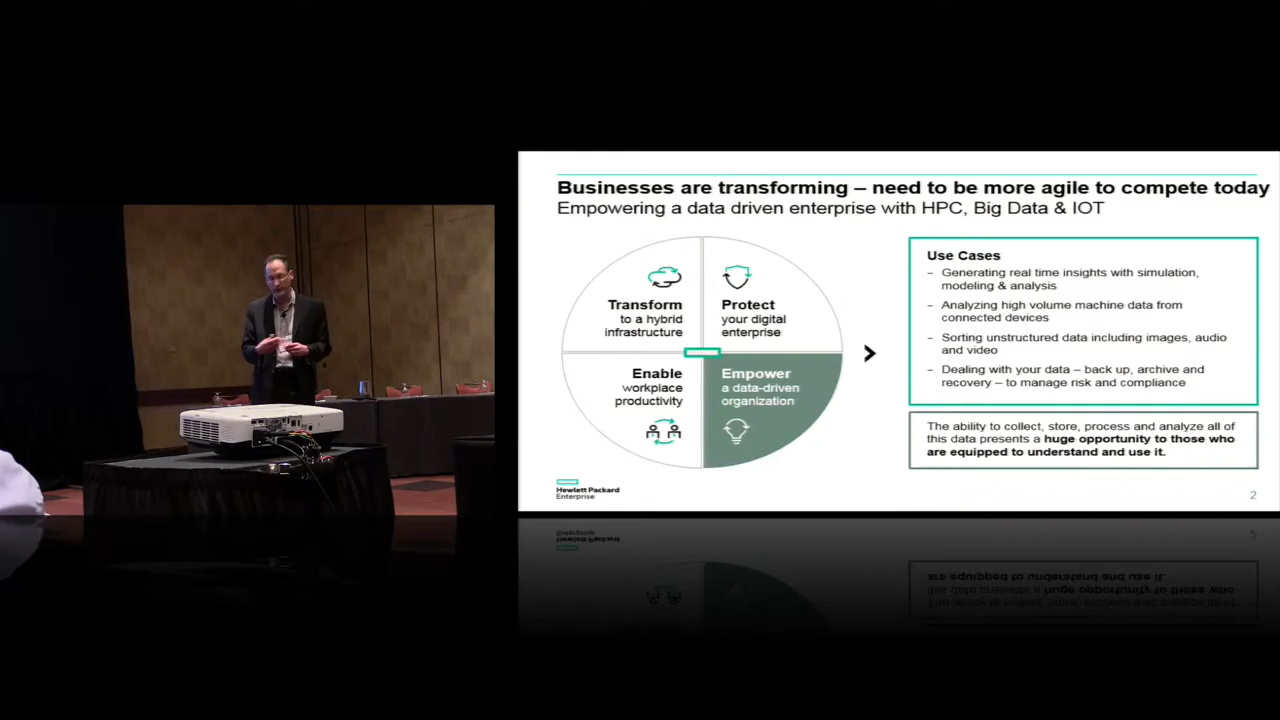 Businesses are transforming – need to be more agile to compete today
Empowering a data driven enterprise with HPC, Big Data & IOT
Transform
to a hybrid
infrastructure
Protect
your digital
enterprise
Enable
workplace
productivity
Empower
a data-driven
organization
Use Cases
– Generating real time insights with simulation,
modeling & analysis
– Analyzing high volume machine data from
connected devices
– Sorting unstructured data including images, audio
and video
– Dealing with your data – back up, archive and
recovery – to manage risk and compliance
The ability to collect, store, process and analyze all of
this data presents a huge opportunity to those who
are equipped to understand and use it.
Hewlett Packard
Enterprise
2